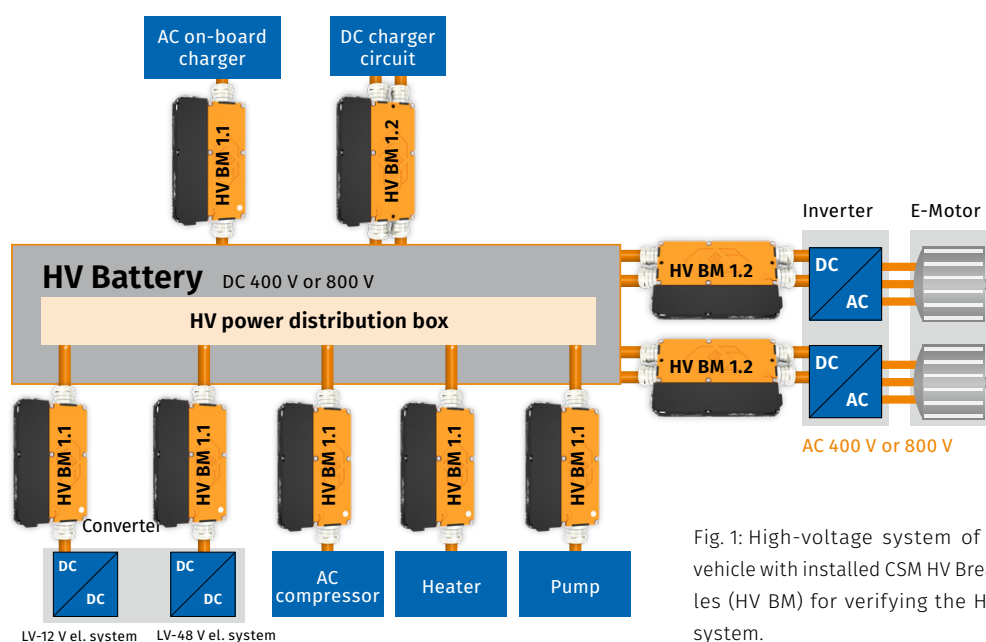 AC on-board
charger
DC charger
circuit
HV BM 1.1
HV BM 1.2
Inverter
E-Motor
HV Battery DC 400 V or 800 V
HV power distribution box
HV BM 1.2
DC
AC
HV BM 1.2
DC
AC
AC 400 V or 800 V
HV BM 1.1
HV BM 1.1
HV BM 1.1
HV BM 1.1
HV BM 1.1
Converter
DC
DC
DC
DC
AC
compressor
Heater
Pump
LV-12 V el. system
LV-48 V el. system
Fig. 1: High-voltage system of
vehicle with installed CSM HV Bre
les (HV BM) for verifying the H
system.